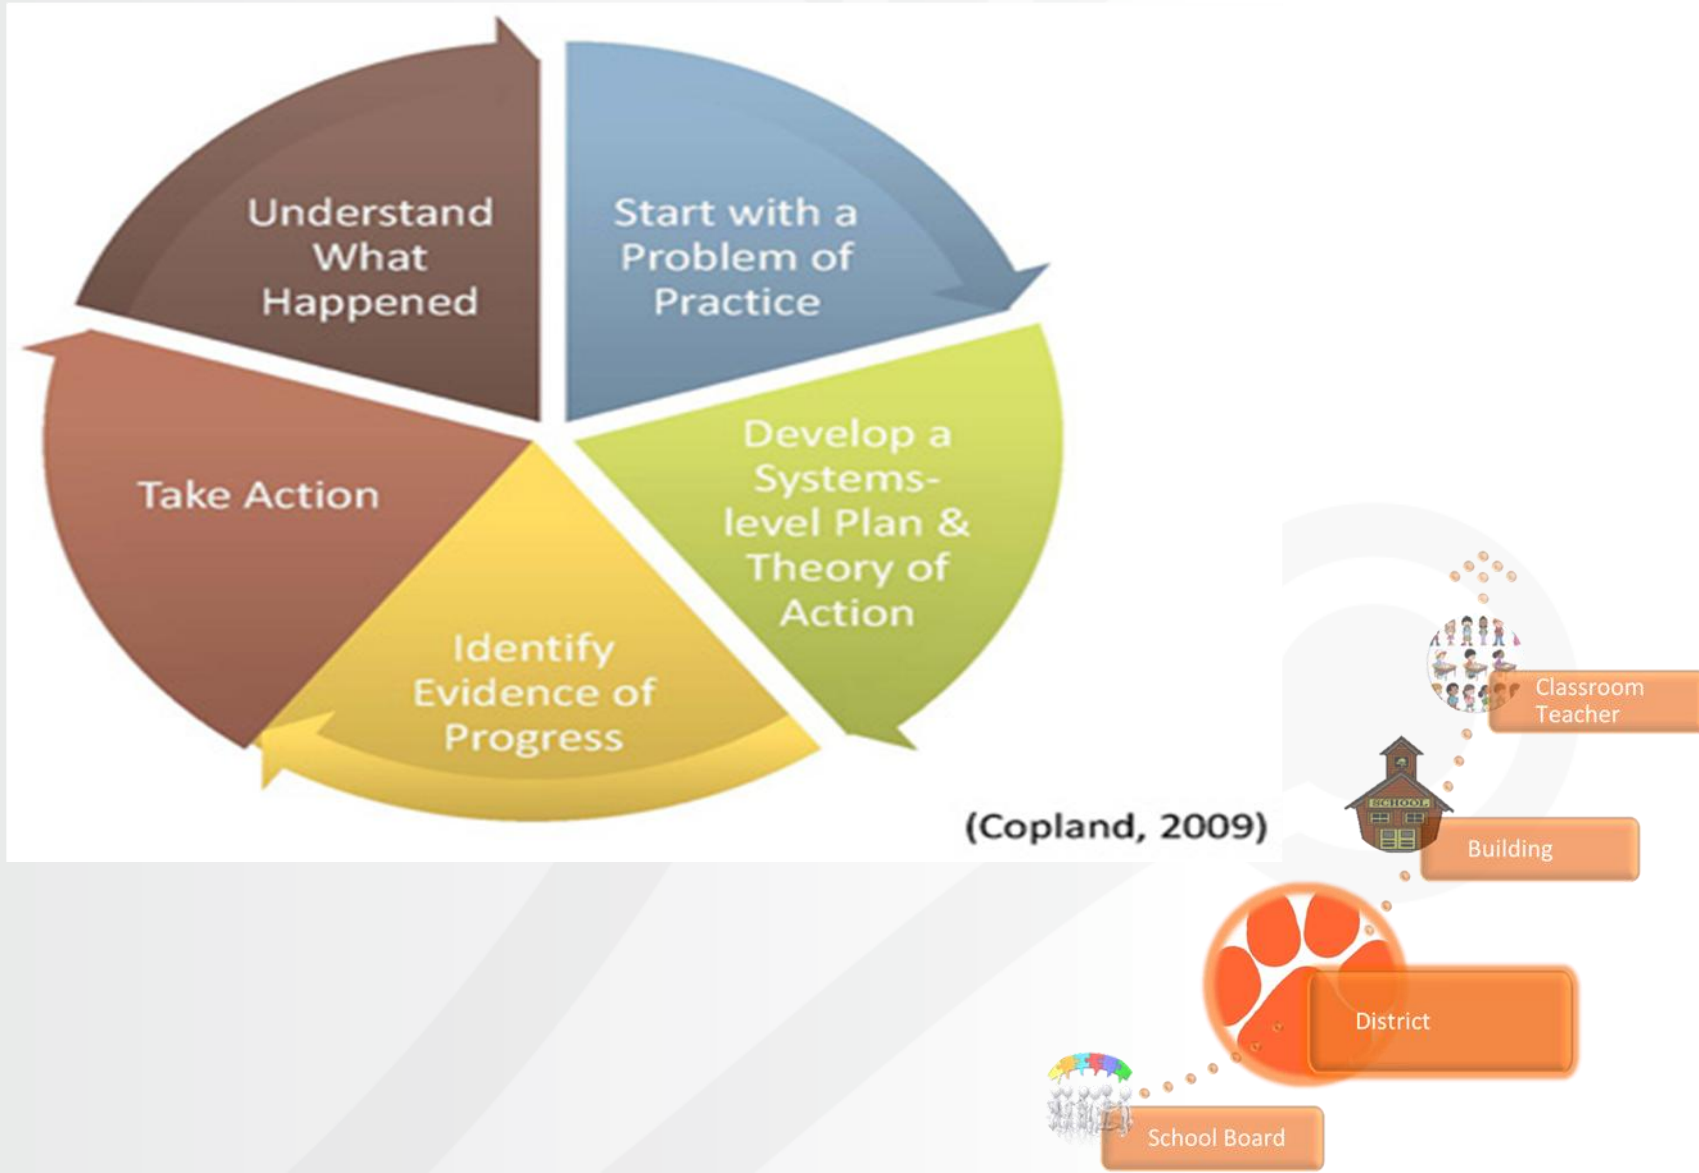 Understand
What
Happened
Start with a
Problem of
Practice
Develop a
Systems-
level Plan &
Theory of
Action
Identify
Evidence of
Progress
Take Action
(Copland, 2009)
Classroom
Teacher
SCHOOL
Building
District
School Board